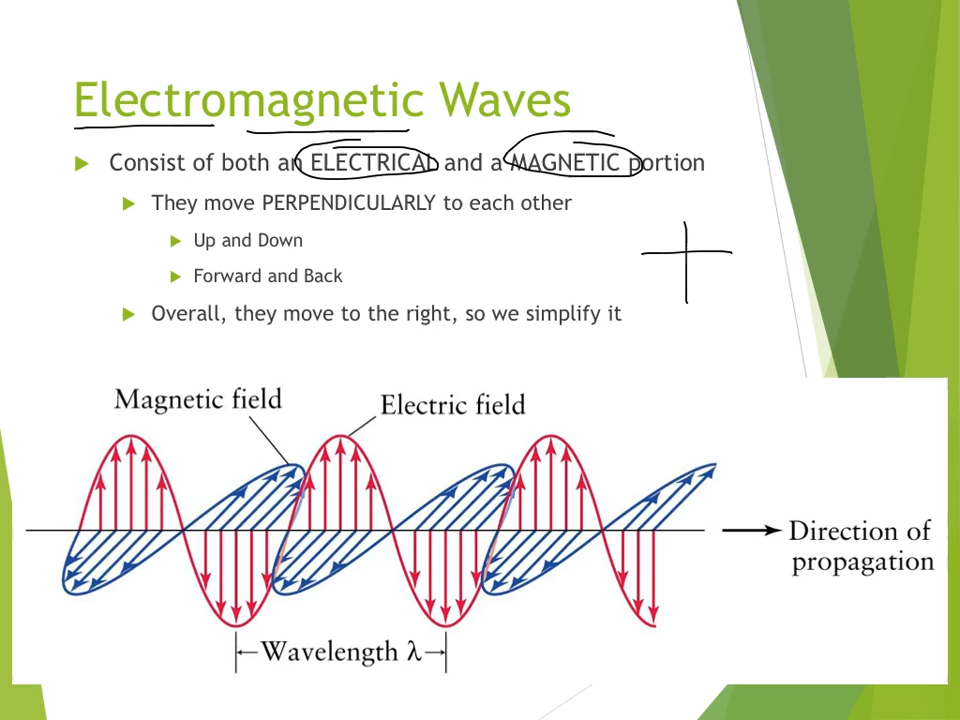 Electromagnetic Waves
Consist of both an ELECTRICAL and a MAGNETIC portion
They move PERPENDICULARLY to each other
Up and Down
Forward and Back
Overall, they move to the right, so we simplify it
Magnetic field
Electric field
Direction of
propagation
Wavelength λ